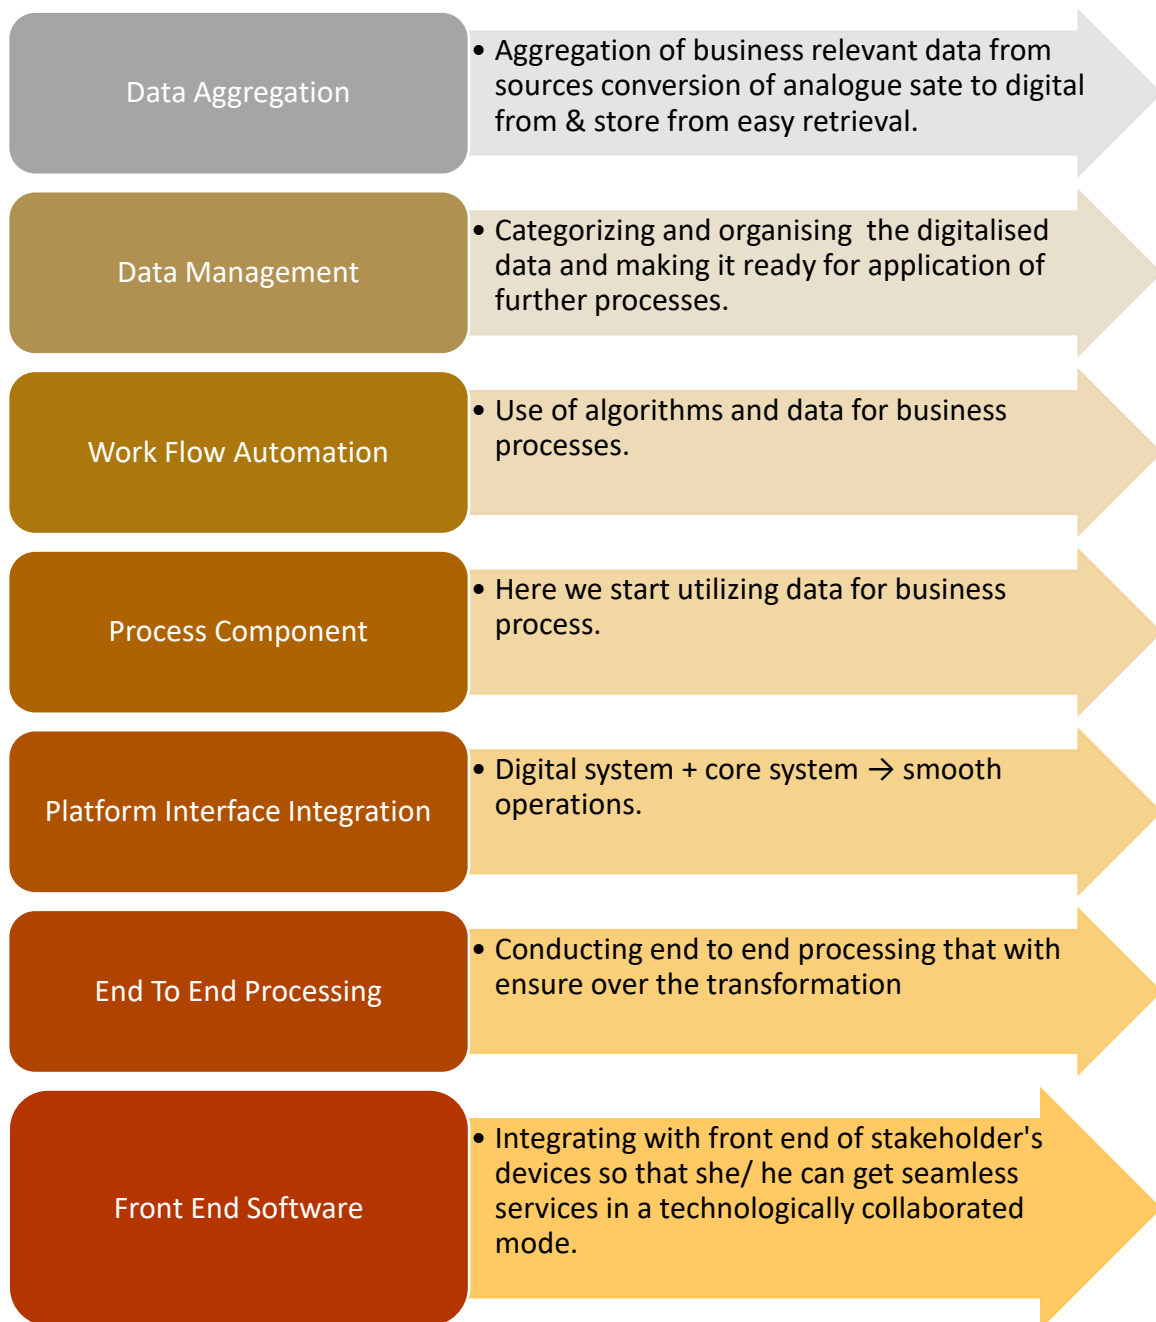 Data Aggregation
• Aggregation of business relevant data from
sources conversion of analogue sate to digital
from & store from easy retrieval.
Data Management
• Categorizing and organising  the digitalised
data and making it ready for application of
further processes.
Work Flow Automation
• Use of algorithms and data for business
processes.
Process Component
• Here we start utilizing data for business
process.
Platform Interface Integration
• Digital system + core system → smooth
operations.
End To End Processing
• Conducting end to end processing that with
ensure over the transformation
Front End Software
• Integrating with front end of stakeholder's
devices so that she/ he can get seamless
services in a technologically collaborated
mode.